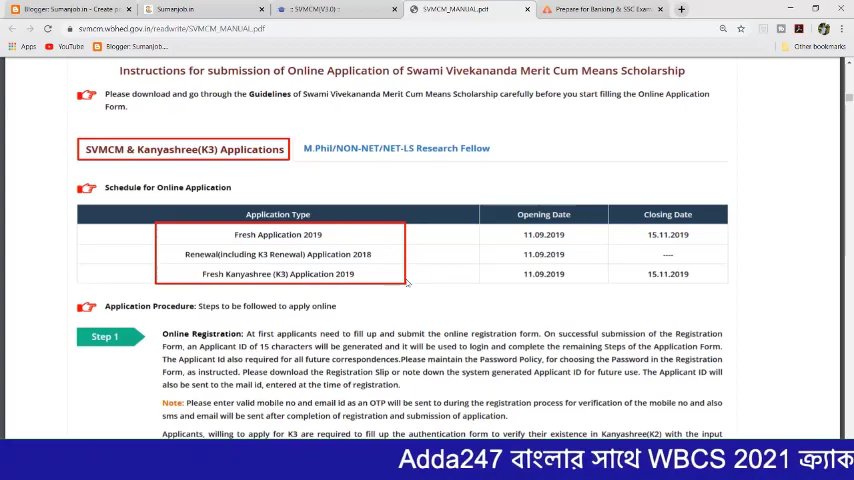 Blogger: Sumanjob.in - Create p
Sumanjob.in
:: SVMCM(V3.0) ::
SVMCM_MANUAL.pdf
Prepare for Banking & SSC Exam
svmcm.wbhed.gov.in/readwrite/SVMCM_MANUAL.pdf
Apps
YouTube
Blogger: Sumanjob....
Other bookmarks
Instructions for submission of Online Application of Swami Vivekananda Merit Cum Means Scholarship
Please download and go through the Guidelines of Swami Vivekananda Merit Cum Means Scholarship carefully before you start filling the Online Application
Form.
SVMCM & Kanyashree(K3) Applications
M.Phil/NON-NET/NET-LS Research Fellow
Schedule for Online Application
Application Type Opening Date Closing Date
Fresh Application 2019 11.09.2019 15.11.2019
Renewal(including K3 Renewal) Application 2018 11.09.2019 ----
Fresh Kanyashree (K3) Application 2019 11.09.2019 15.11.2019
Application Procedure: Steps to be followed to apply online
Step 1
Online Registration: At first applicants need to fill up and submit the online registration form. On successful submission of the Registration
Form, an Applicant ID of 15 characters will be generated and it will be used to login and complete the remaining Steps of the Application Form.
The Applicant Id also required for all future correspondences.Please maintain the Password Policy, for choosing the Password in the Registration
Form, as instructed. Please download the Registration Slip or note down the system generated Applicant ID for future use. The Applicant ID will
also be sent to the mail id, entered at the time of registration.
Note: Please enter valid mobile no and email id as an OTP will be sent to during the registration process for verification of the mobile no and also
sms and email will be sent after completion of registration and submission of application.
Applicants, willing to apply for K3 are required to fill up the authentication form to verify their existence in Kanyashree(K2) with the input
Adda247 বাংলার সাথে WBCS 2021 ক্র্যাক